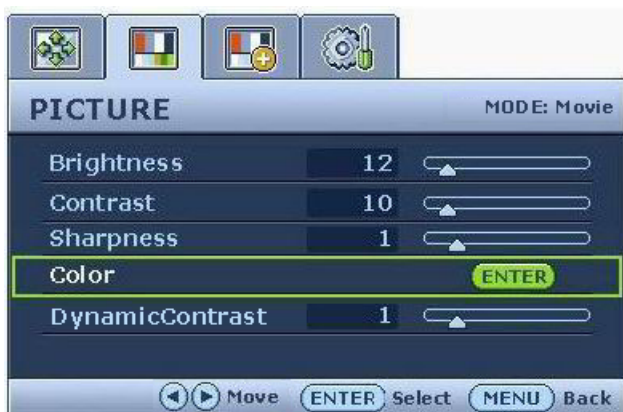 PICTURE MODE: Movie
Brightness 12
Contrast 10
Sharpness 1
Color ENTER
DynamicContrast 1
Move ENTER Select MENU Back